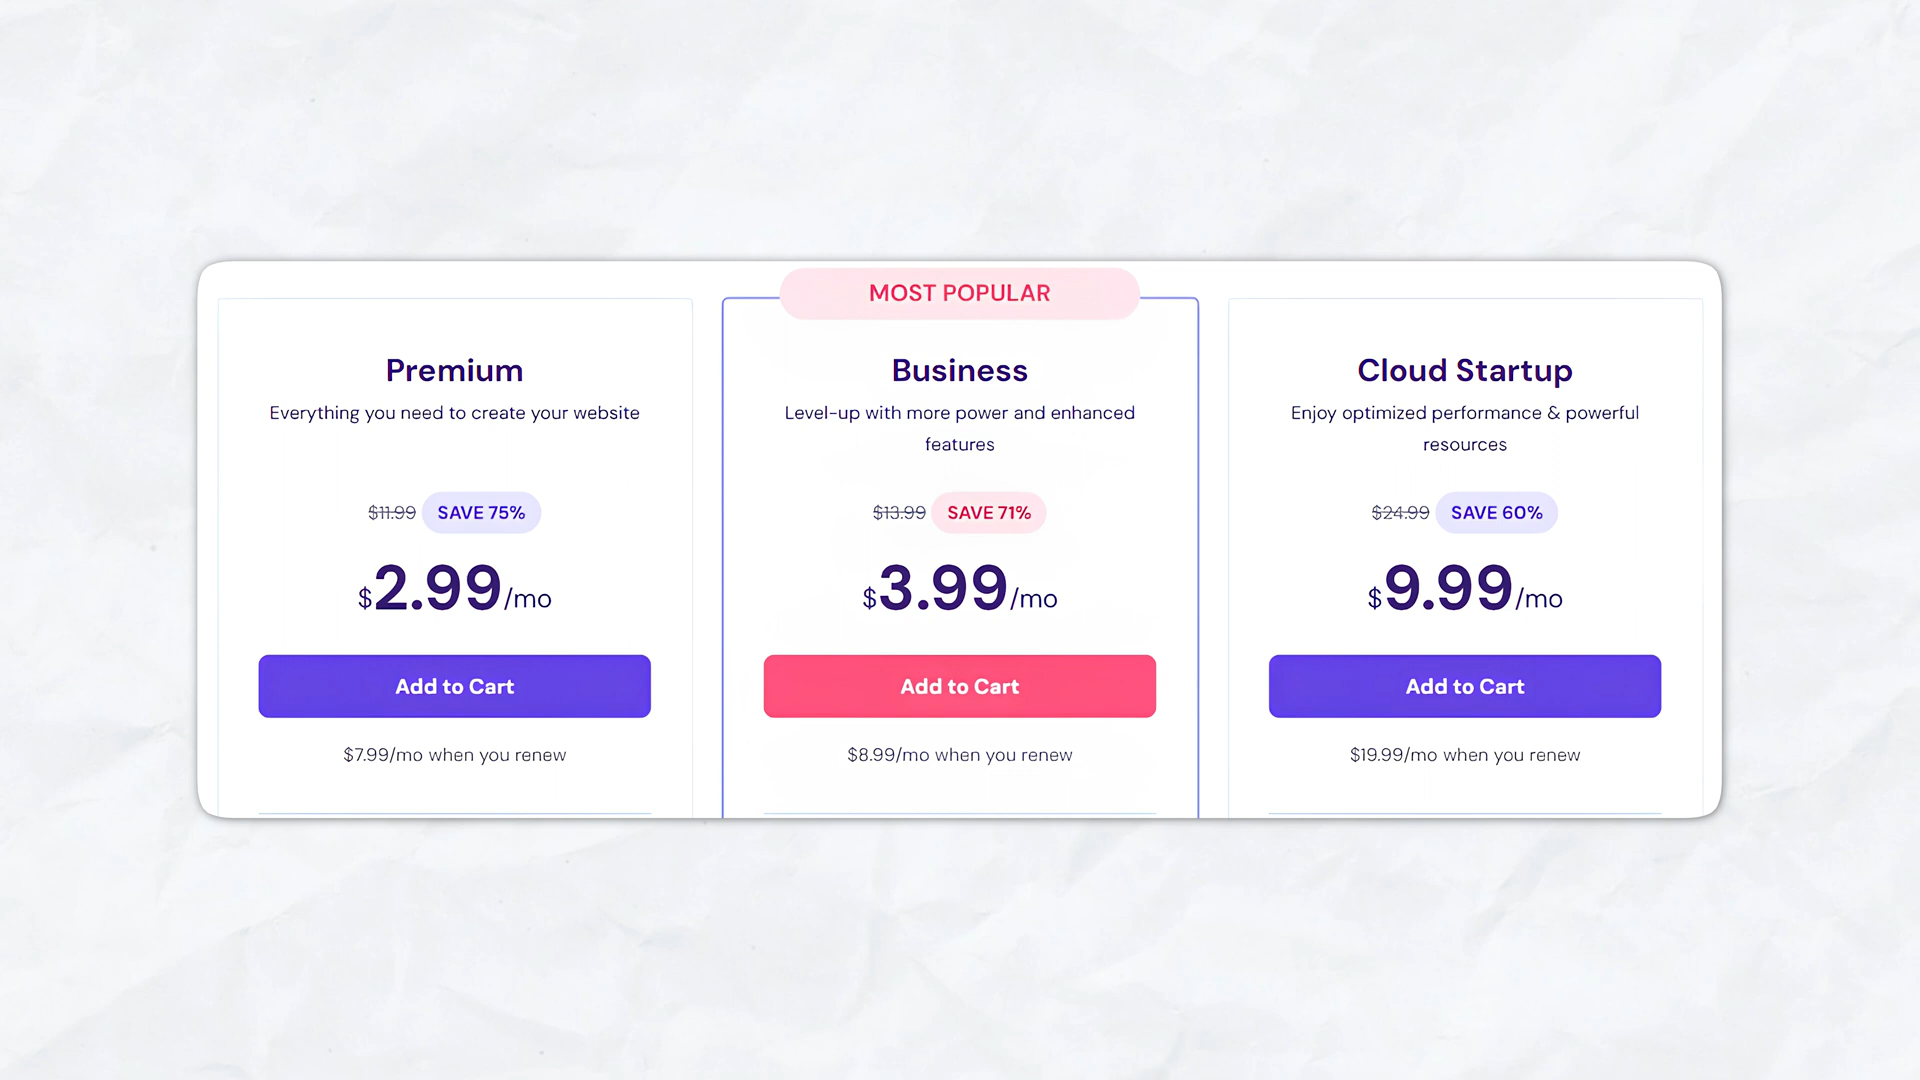 MOST POPULAR
Premium
Everything you need to create your website
$11.99 SAVE 75%
$2.99/mo
Add to Cart
$7.99/mo when you renew
Business
Level-up with more power and enhanced
features
$13.99 SAVE 71%
$3.99/mo
Add to Cart
$8.99/mo when you renew
Cloud Startup
Enjoy optimized performance & powerful
resources
$24.99 SAVE 60%
$9.99/mo
Add to Cart
$19.99/mo when you renew